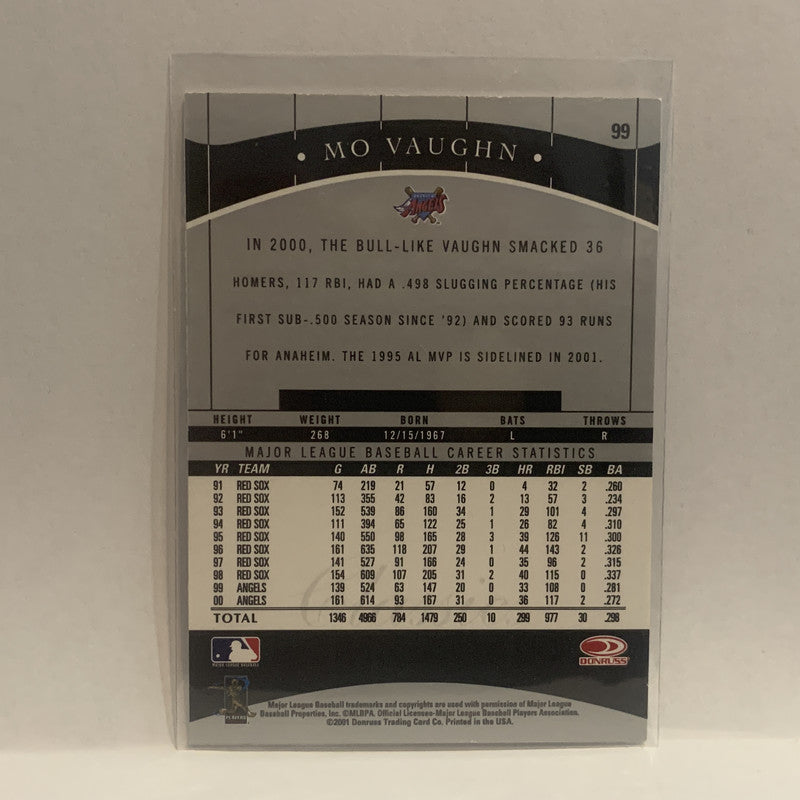 99
• MO VAUGHN •
ANGELS
IN 2000, THE BULL-LIKE VAUGHN SMACKED 36
HOMERS, 117 RBI, HAD A .498 SLUGGING PERCENTAGE (HIS
FIRST SUB-.500 SEASON SINCE '92) AND SCORED 93 RUNS
FOR ANAHEIM. THE 1995 AL MVP IS SIDELINED IN 2001.
HEIGHT WEIGHT BORN BATS THROWS
6'1" 268 12/15/1967 L R
MAJOR LEAGUE BASEBALL CAREER STATISTICS
YR TEAM G AB R H 2B 3B HR RBI SB BA
91 RED SOX 74 219 21 57 12 0 4 32 2 .260
92 RED SOX 113 355 42 83 16 2 13 57 3 .234
93 RED SOX 152 539 86 160 34 1 29 101 4 .297
94 RED SOX 111 394 65 122 25 1 26 82 4 .310
95 RED SOX 140 550 98 165 28 3 39 126 11 .300
96 RED SOX 161 635 118 207 29 1 44 143 2 .326
97 RED SOX 141 527 91 166 24 0 35 96 2 .315
98 RED SOX 154 609 107 205 31 2 40 115 0 .337
99 ANGELS 139 524 63 147 20 0 33 108 0 .281
00 ANGELS 161 614 93 167 31 0 36 117 2 .272
TOTAL 1346 4966 784 1479 250 10 299 977 30 .298
MAJOR LEAGUE BASEBALL
DONRUSS
PLAYERS
Major League Baseball trademarks and copyrights are used with permission of Major League
Baseball Properties, Inc. ©MLBPA. Official Licensee-Major League Baseball Players Association.
©2001 Donruss Trading Card Co. Printed in the USA.